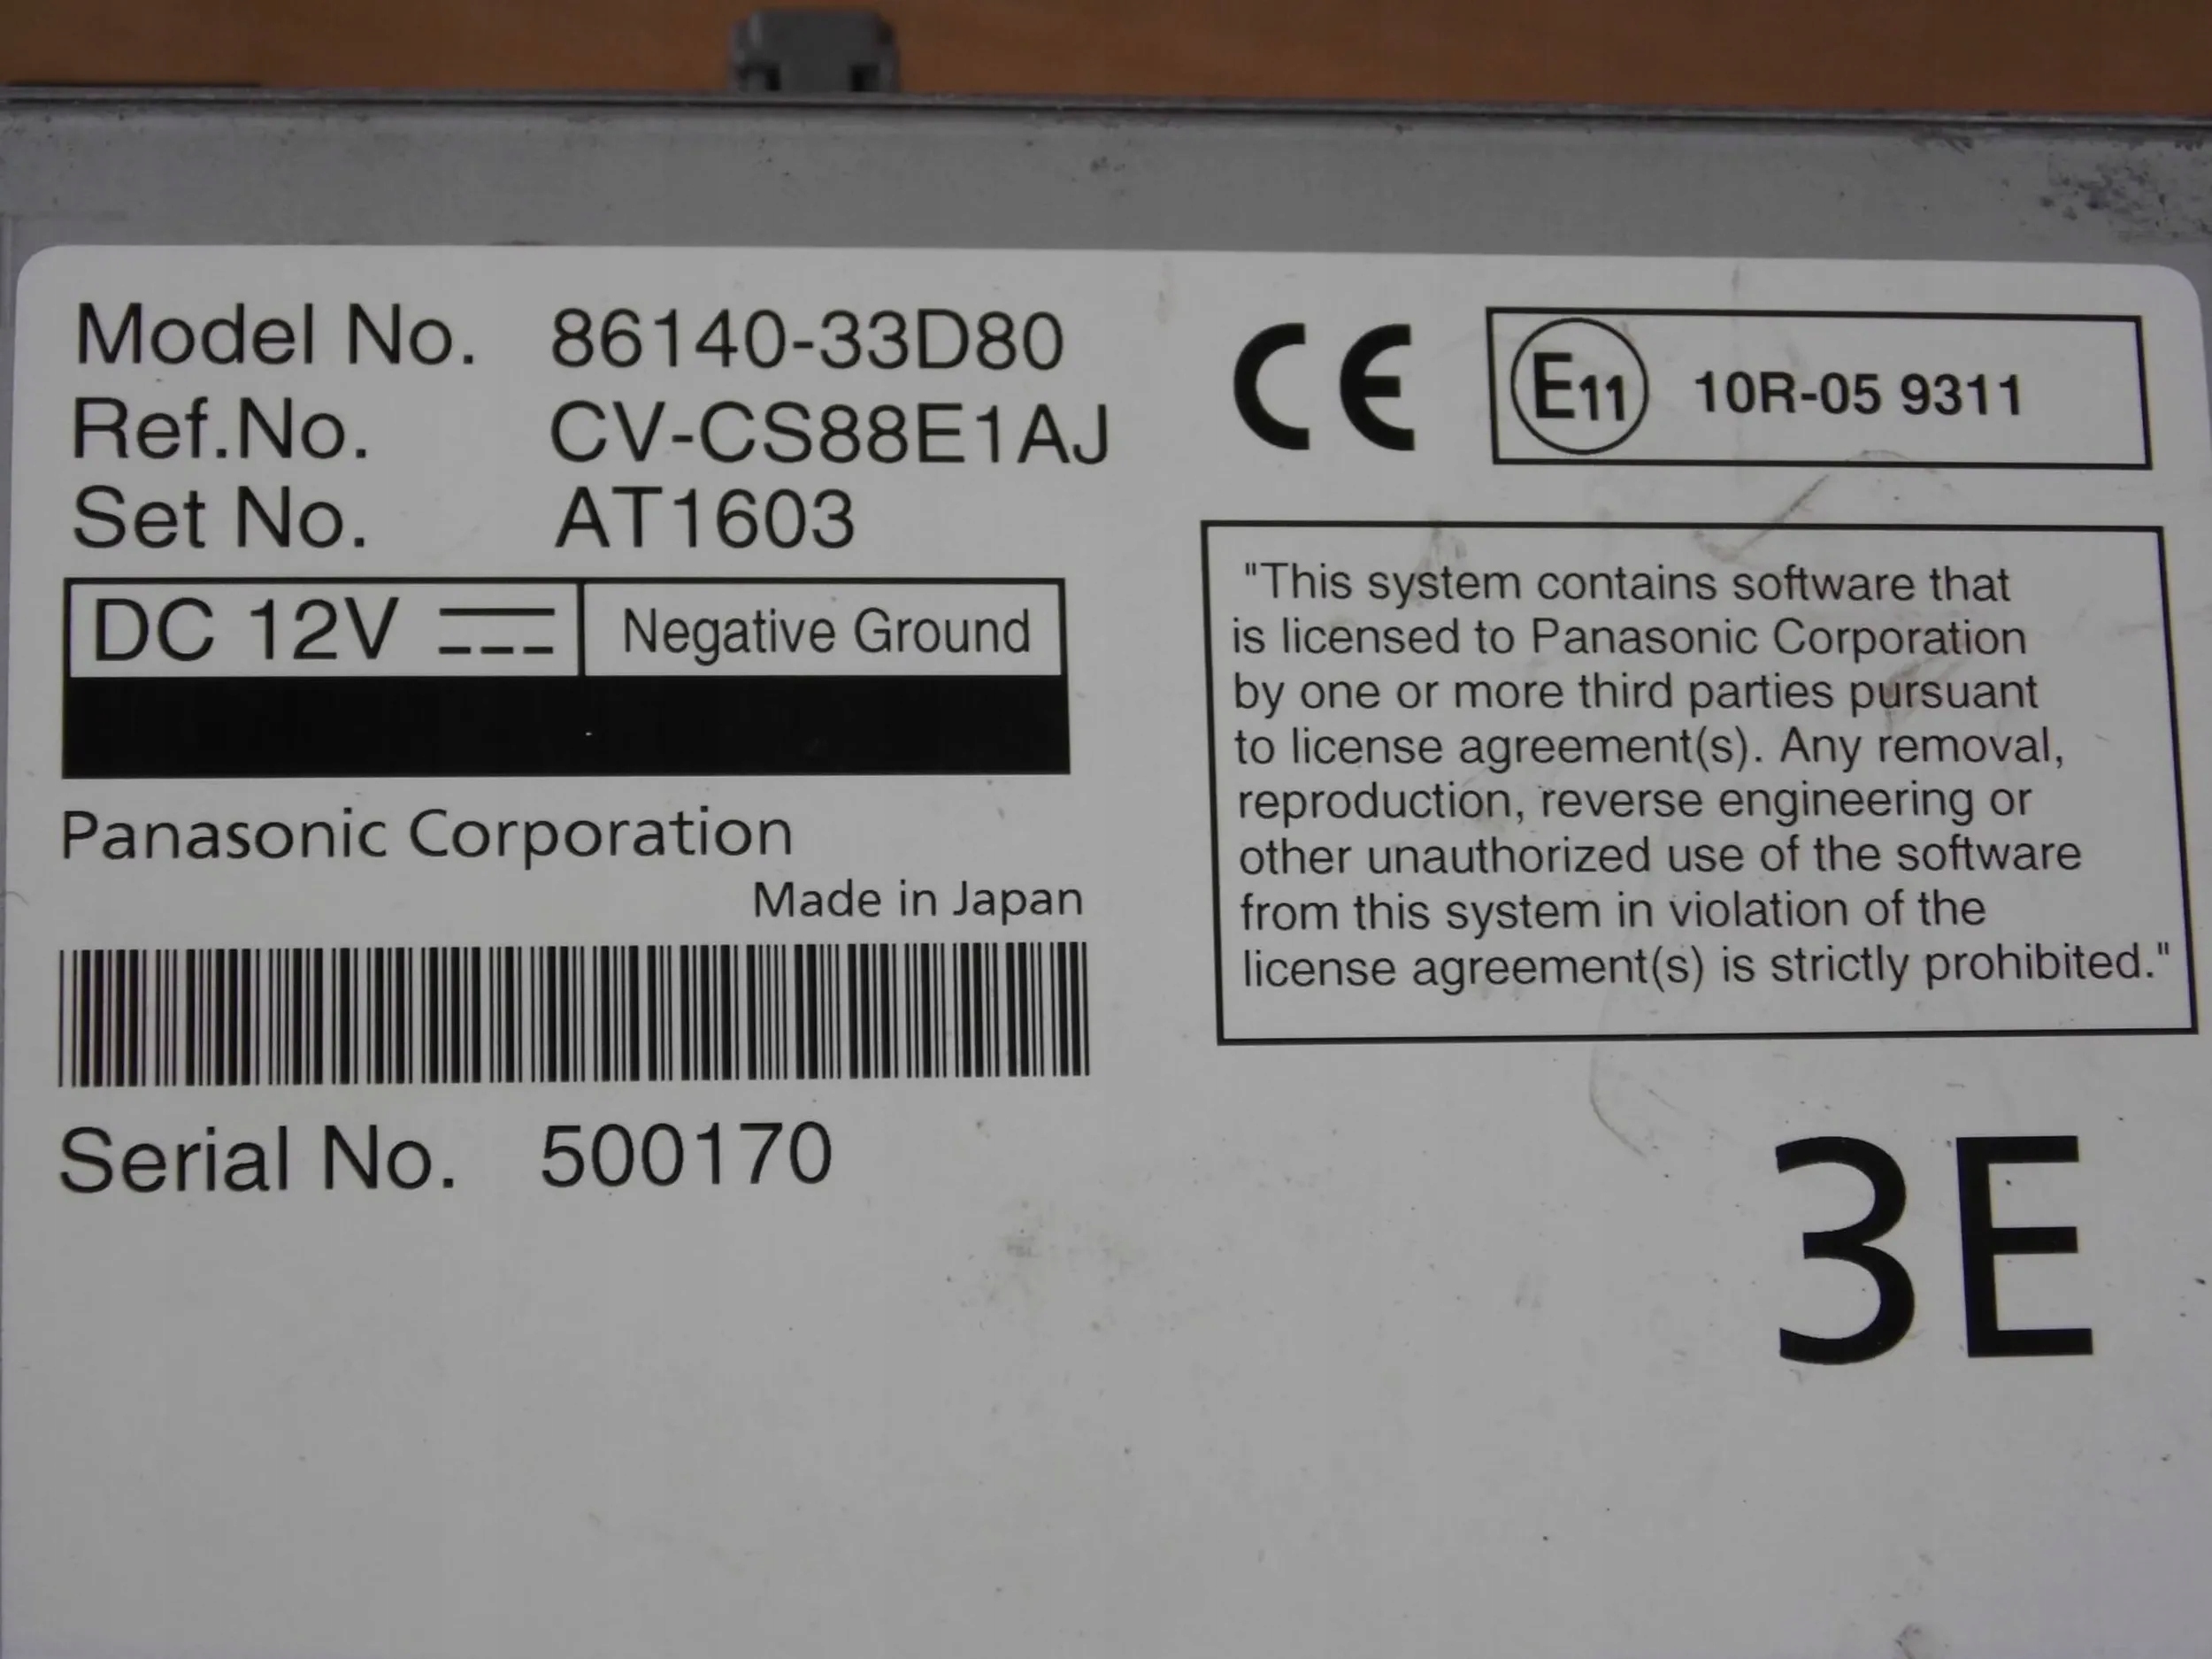 Model No. 86140-33D80
Ref.No. CV-CS88E1AJ
Set No. AT1603
DC 12V Negative Ground
Panasonic Corporation
Made in Japan
Serial No. 500170
CE E11 10R-05 9311
"This system contains software that
is licensed to Panasonic Corporation
by one or more third parties pursuant
to license agreement(s). Any removal,
reproduction, reverse engineering or
other unauthorized use of the software
from this system in violation of the
license agreement(s) is strictly prohibited."
3E